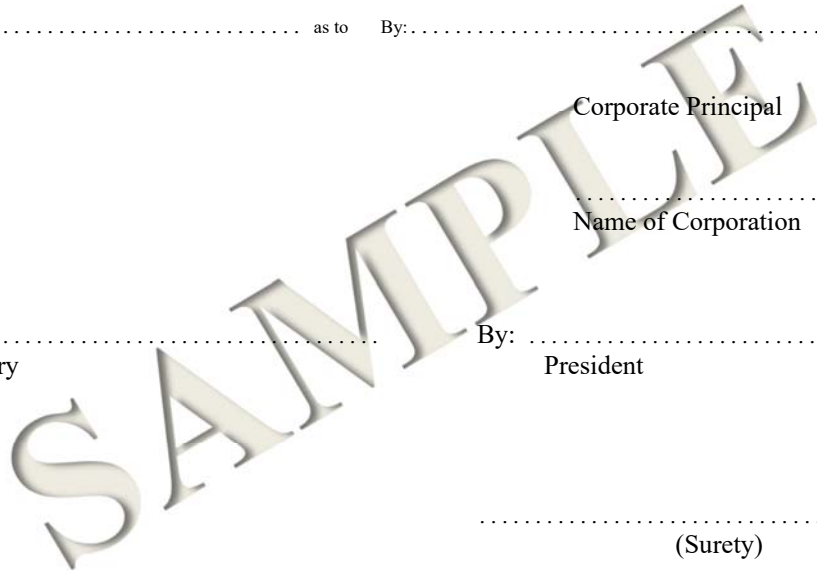 .......................... as to By:......................................
Corporate Principal
......................
Name of Corporation
.................................. By: ..........................
ry President
..............................
(Surety)
SAMPLE